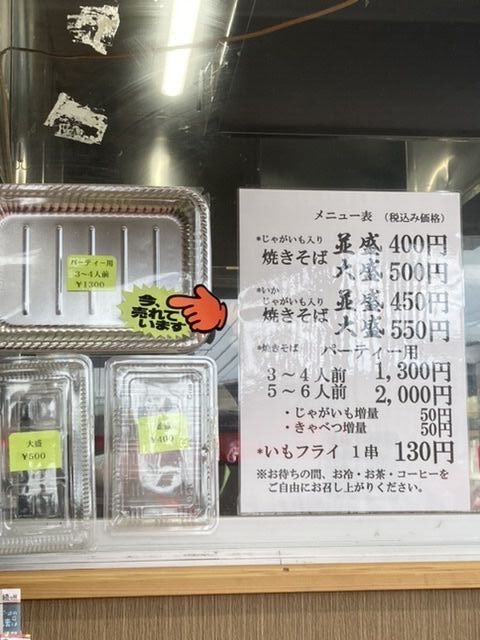 メニュー表 (税込み価格)
*じゃがいも入り
焼きそば 並盛 400円
大盛 500円
*いか
じゃがいも入り
焼きそば 並盛 450円
大盛 550円
*焼きそば パーティー用
3～4人前 1,300円
5～6人前 2,000円
・じゃがいも増量 50円
・きゃべつ増量 50円
*いもフライ 1串 130円
※お待ちの間、お冷・お茶・コーヒーを
ご自由にお召し上がりください。
パーティー用
3～4人前
¥1300
今、
売れて
います
大盛
¥500
並盛
¥400